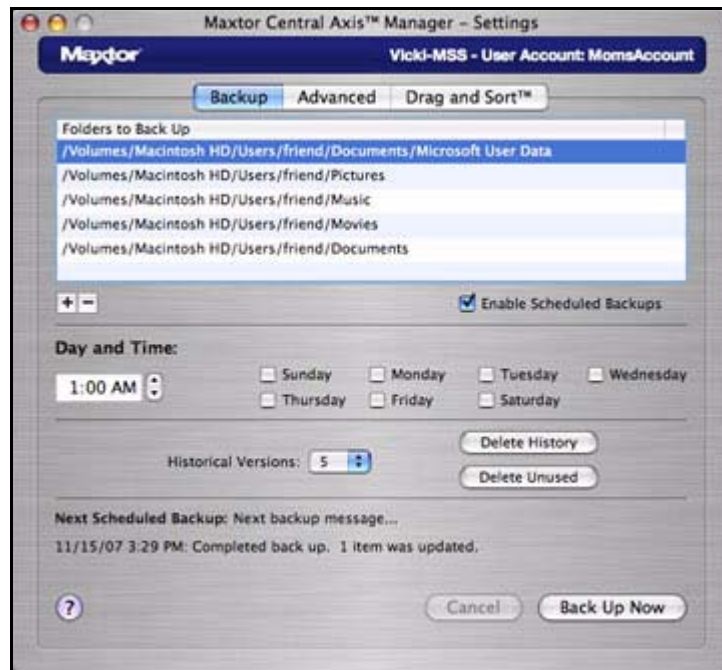 Maxtor Central Axis™ Manager – Settings
Maxtor Vicki-MSS - User Account: MomsAccount
Backup Advanced Drag and Sort™
Folders to Back Up
/Volumes/Macintosh HD/Users/friend/Documents/Microsoft User Data
/Volumes/Macintosh HD/Users/friend/Pictures
/Volumes/Macintosh HD/Users/friend/Music
/Volumes/Macintosh HD/Users/friend/Movies
/Volumes/Macintosh HD/Users/friend/Documents
+ − Enable Scheduled Backups
Day and Time:
1:00 AM Sunday Monday Tuesday Wednesday
Thursday Friday Saturday
Delete History
Historical Versions: 5
Delete Unused
Next Scheduled Backup: Next backup message...
11/15/07 3:29 PM: Completed back up. 1 item was updated.
? Cancel Back Up Now